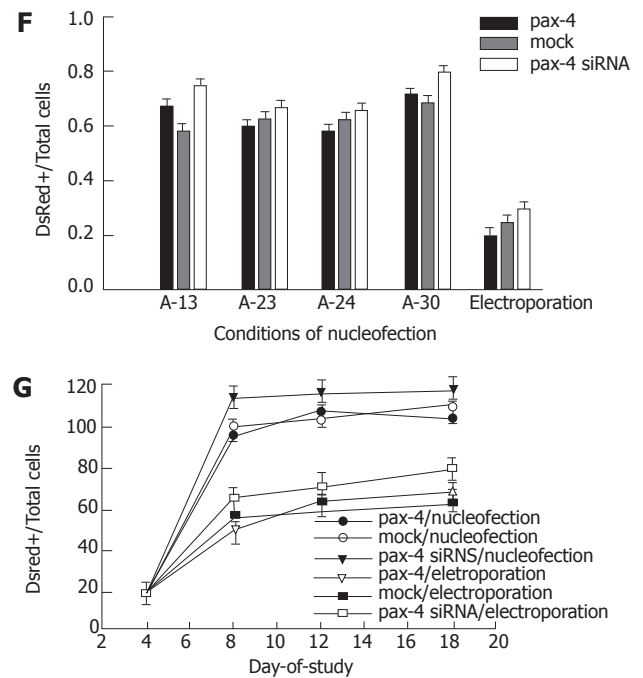 F
pax-4
mock
pax-4 siRNA
DsRed+/Total cells
1.0
0.8
0.6
0.4
0.2
0.0
A-13 A-23 A-24 A-30 Electroporation
Conditions of nucleofection
G
Dsred+/Total cells
120
100
80
60
40
20
0
pax-4/nucleofection
mock/nucleofection
pax-4 siRNS/nucleofection
pax-4/eletroporation
mock/electroporation
pax-4 siRNA/electroporation
2 4 6 8 10 12 14 16 18 20
Day-of-study